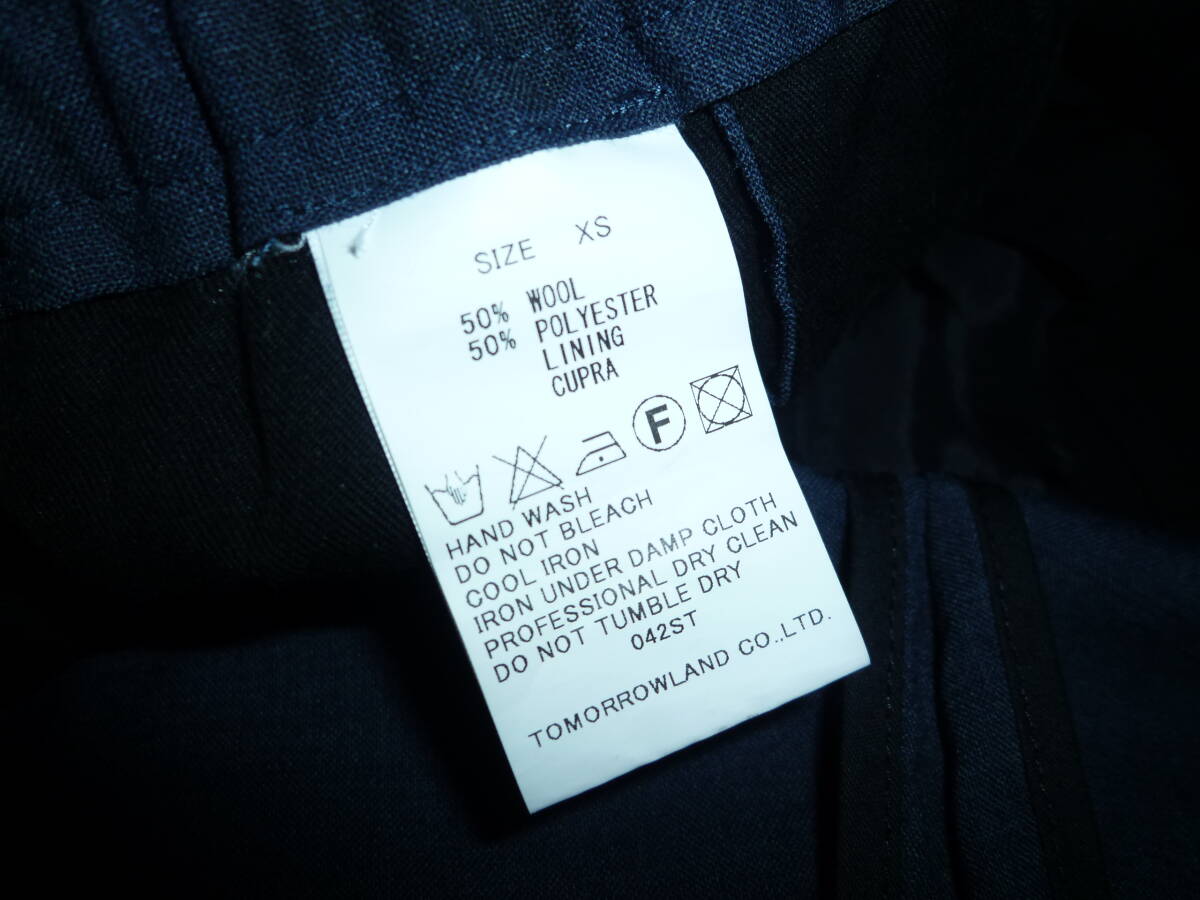 SIZE XS
50% WOOL
50% POLYESTER
LINING
CUPRA
F
HAND WASH
DO NOT BLEACH
COOL IRON
IRON UNDER DAMP CLOTH
PROFESSIONAL DRY CLEAN
DO NOT TUMBLE DRY
042ST
TOMORROWLAND CO.,LTD.